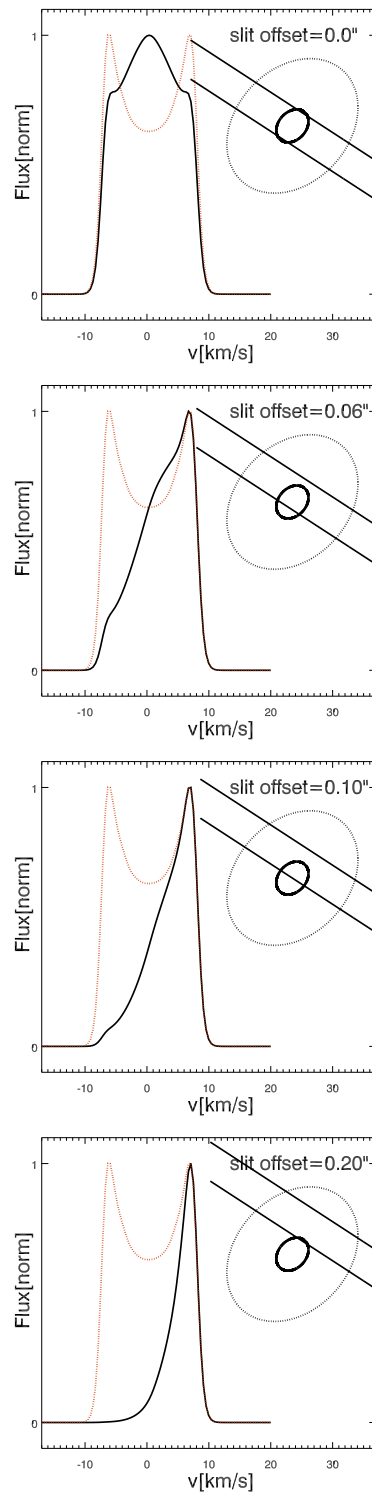 slit offset=0.0"
1
Flux[norm]
0
-10 0 10 20 30
v[km/s]
slit offset=0.06"
1
Flux[norm]
0
-10 0 10 20 30
v[km/s]
slit offset=0.10"
1
Flux[norm]
0
-10 0 10 20 30
v[km/s]
slit offset=0.20"
1
Flux[norm]
0
-10 0 10 20 30
v[km/s]